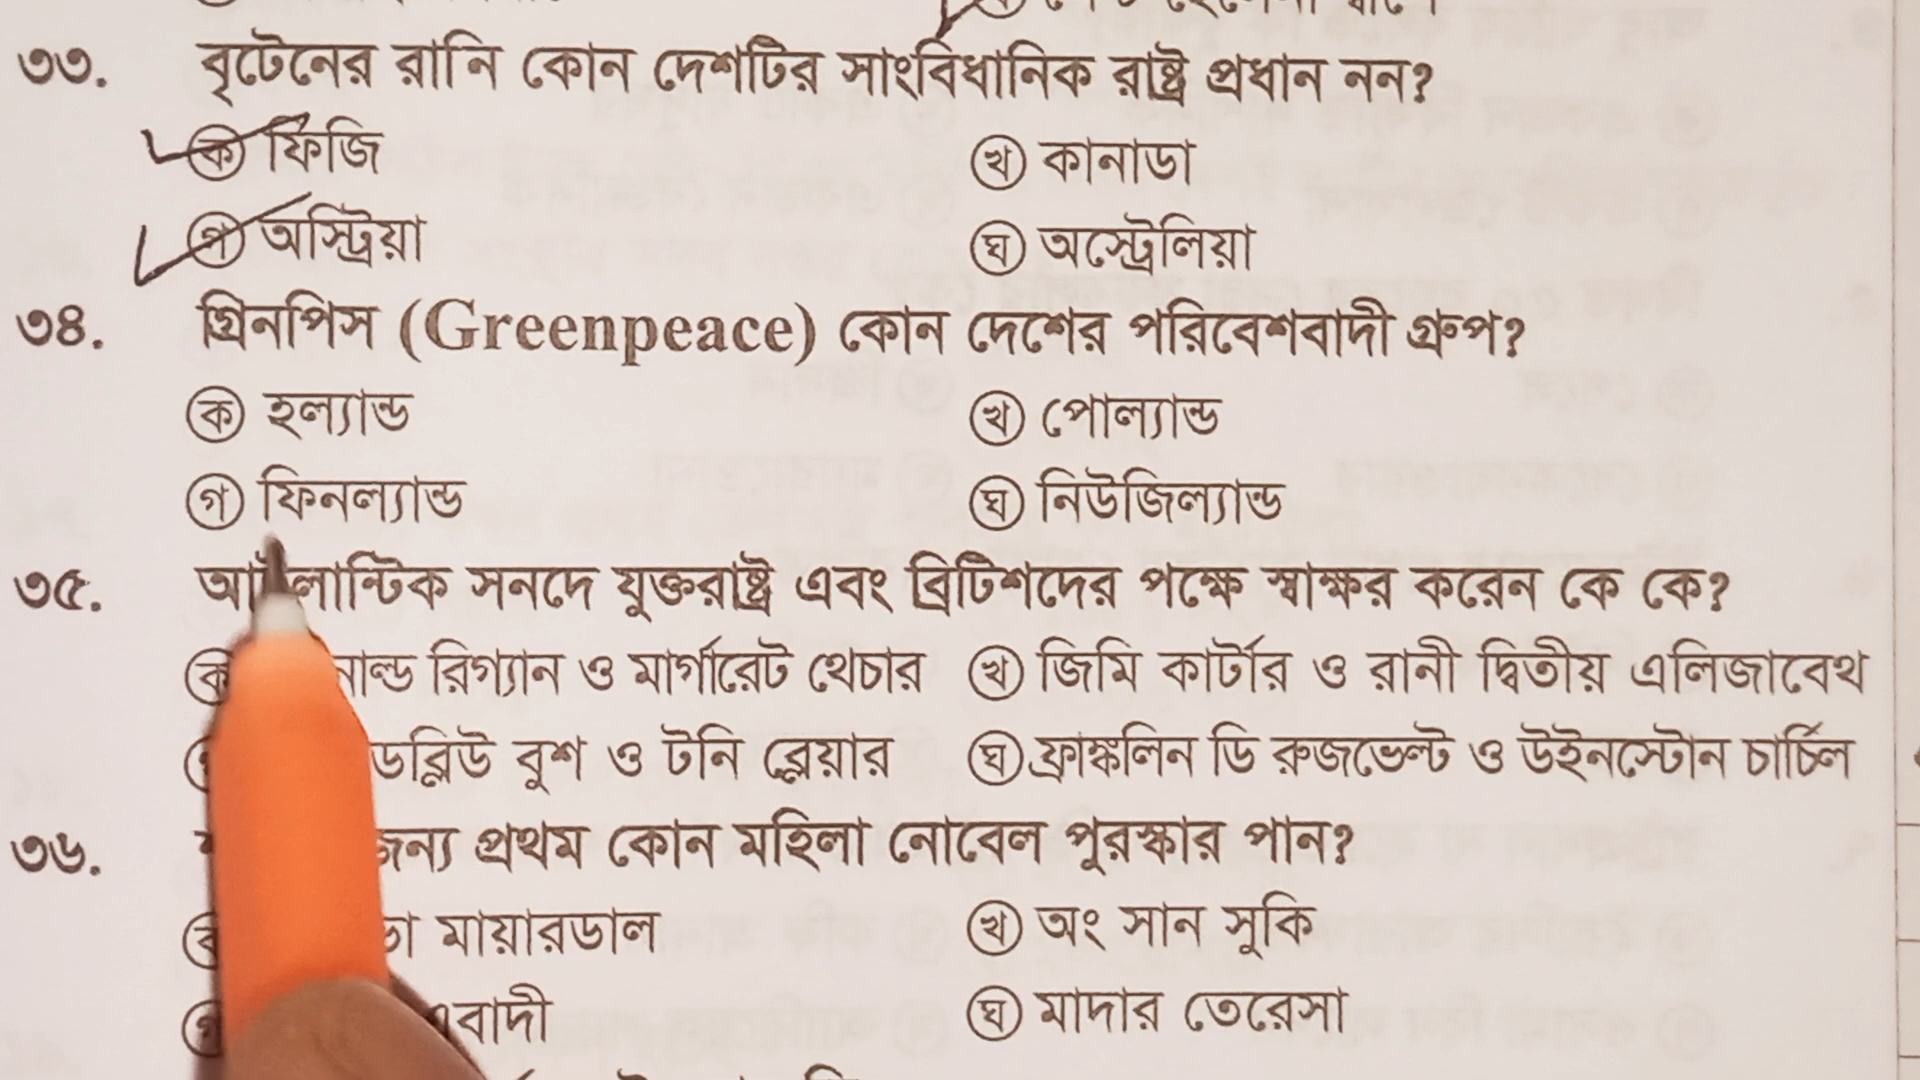 ৩৩. বৃটেনের রানি কোন দেশটির সাংবিধানিক রাষ্ট্র প্রধান নন?
ক ফিজি খ কানাডা
গ অস্ট্রিয়া ঘ অস্ট্রেলিয়া
৩৪. গ্রিনপিস (Greenpeace) কোন দেশের পরিবেশবাদী গ্রুপ?
ক হল্যান্ড খ পোল্যান্ড
গ ফিনল্যান্ড ঘ নিউজিল্যান্ড
৩৫. সনদে যুক্তরাষ্ট্র এবং ব্রিটিশদের পক্ষে স্বাক্ষর করেন কে কে?
ক রিগ্যান ও মার্গারেট থেচার খ জিমি কার্টার ও রানী দ্বিতীয় এলিজাবেথ
ডব্লিউ বুশ ও টনি ব্লেয়ার ঘ ফ্রাঙ্কলিন ডি রুজভেল্ট ও উইনস্টোন চার্চিল
৩৬. জন্য প্রথম কোন মহিলা নোবেল পুরস্কার পান?
মায়ারডাল খ অং সান সুকি
ঘ মাদার তেরেসা